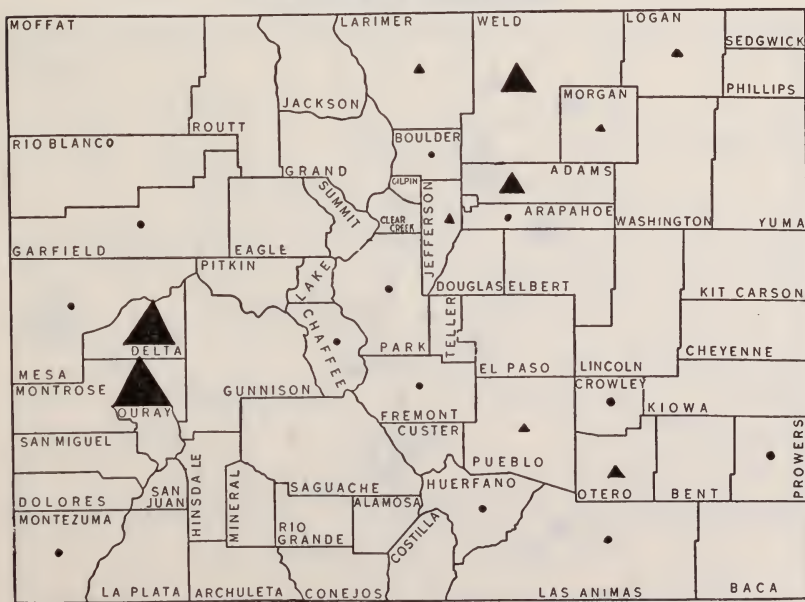 MOFFAT
LARIMER
WELD
LOGAN
SEDGWICK
PHILLIPS
JACKSON
MORGAN
ROUTT
BOULDER
RIO BLANCO
GRAND
GILPIN
ADAMS
SUMMIT
CLEAR
CREEK
JEFFERSON
ARAPAHOE
WASHINGTON
YUMA
GARFIELD
EAGLE
PITKIN
LAKE
DOUGLAS
ELBERT
KIT CARSON
CHAFFEE
TELLER
DELTA
PARK
CHEYENNE
MESA
EL PASO
LINCOLN
MONTROSE
GUNNISON
CROWLEY
OURAY
FREMONT
KIOWA
CUSTER
SAN MIGUEL
PUEBLO
PROWERS
HINSDALE
MINERAL
SAGUACHE
HUERFANO
OTERO
BENT
DOLORES
SAN
JUAN
ALAMOSA
MONTEZUMA
RIO
GRANDE
COSTILLA
LA PLATA
ARCHULETA
CONEJOS
LAS ANIMAS
BACA